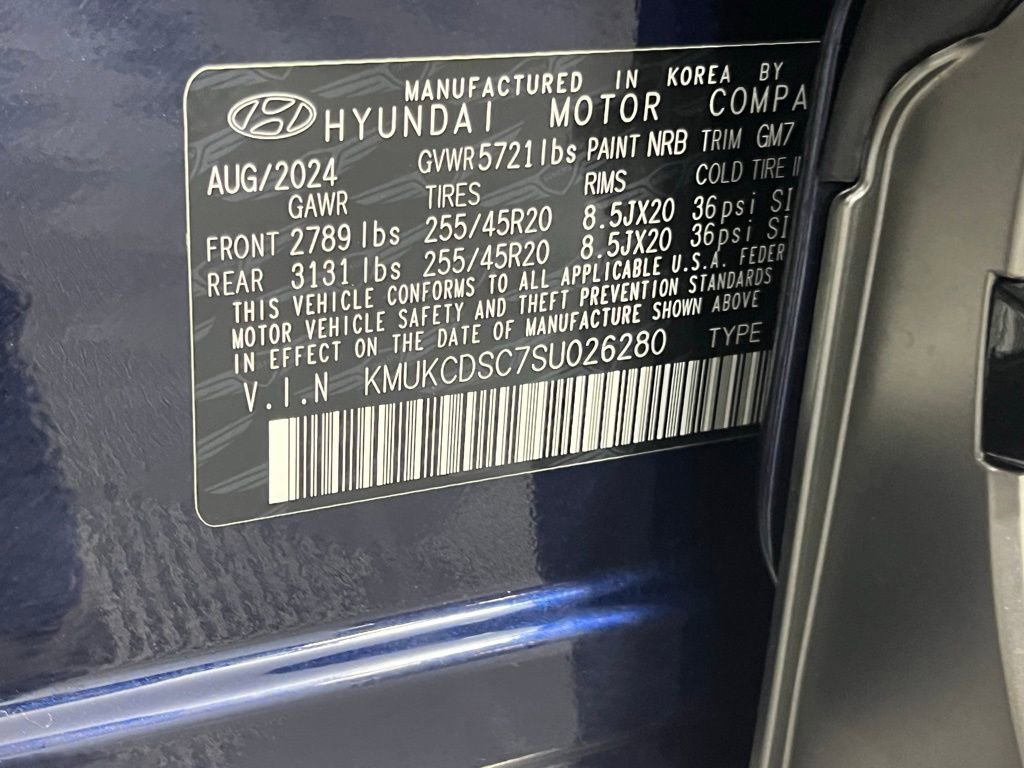 MANUFACTURED IN KOREA BY
HYUNDAI MOTOR COMPA
AUG/2024 GVWR 5721 lbs PAINT NRB TRIM GM7
GAWR TIRES RIMS COLD TIRE
FRONT 2789 lbs 255/45R20 8.5JX20 36psi SI
REAR 3131 lbs 255/45R20 8.5JX20 36psi SI
THIS VEHICLE CONFORMS TO ALL APPLICABLE U.S.A. FEDER
MOTOR VEHICLE SAFETY AND THEFT PREVENTION STANDARDS
IN EFFECT ON THE DATE OF MANUFACTURE SHOWN ABOVE
V.I.N KMUKCDSC7SU026280 TYPE